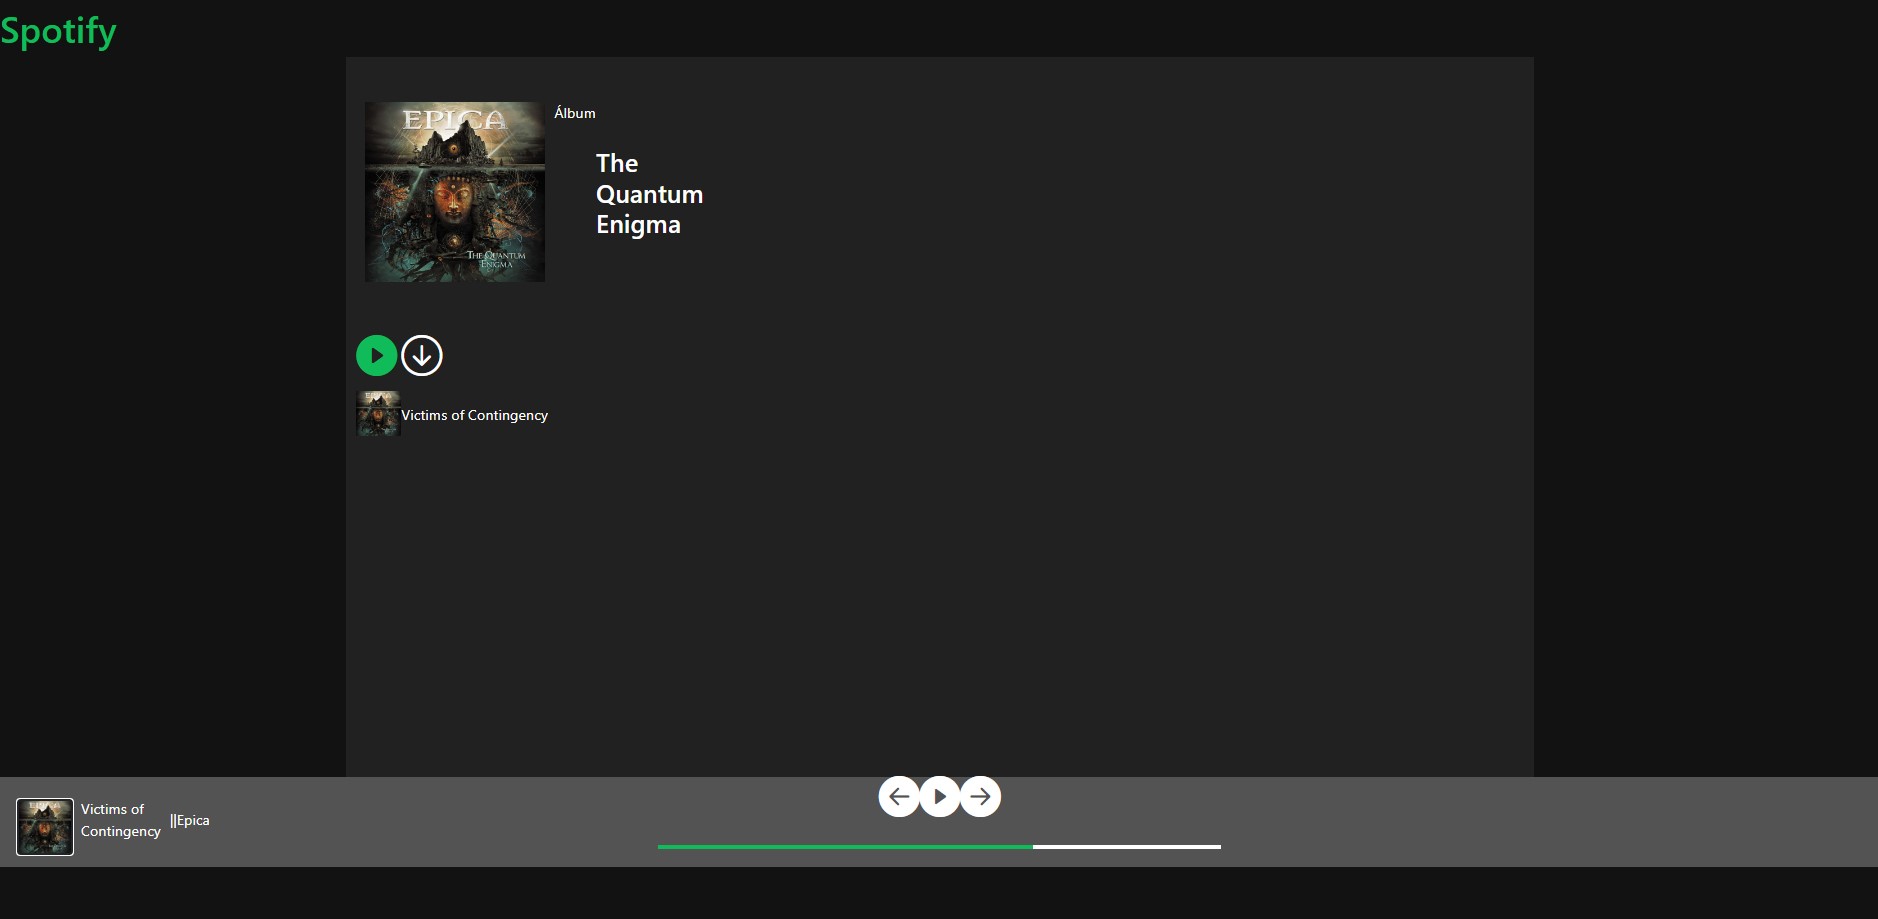 Spotify
EPICA
Álbum
The
Quantum
Enigma
THE QUANTUM
ENIGMA
Victims of Contingency
Victims of
Contingency
||Epica